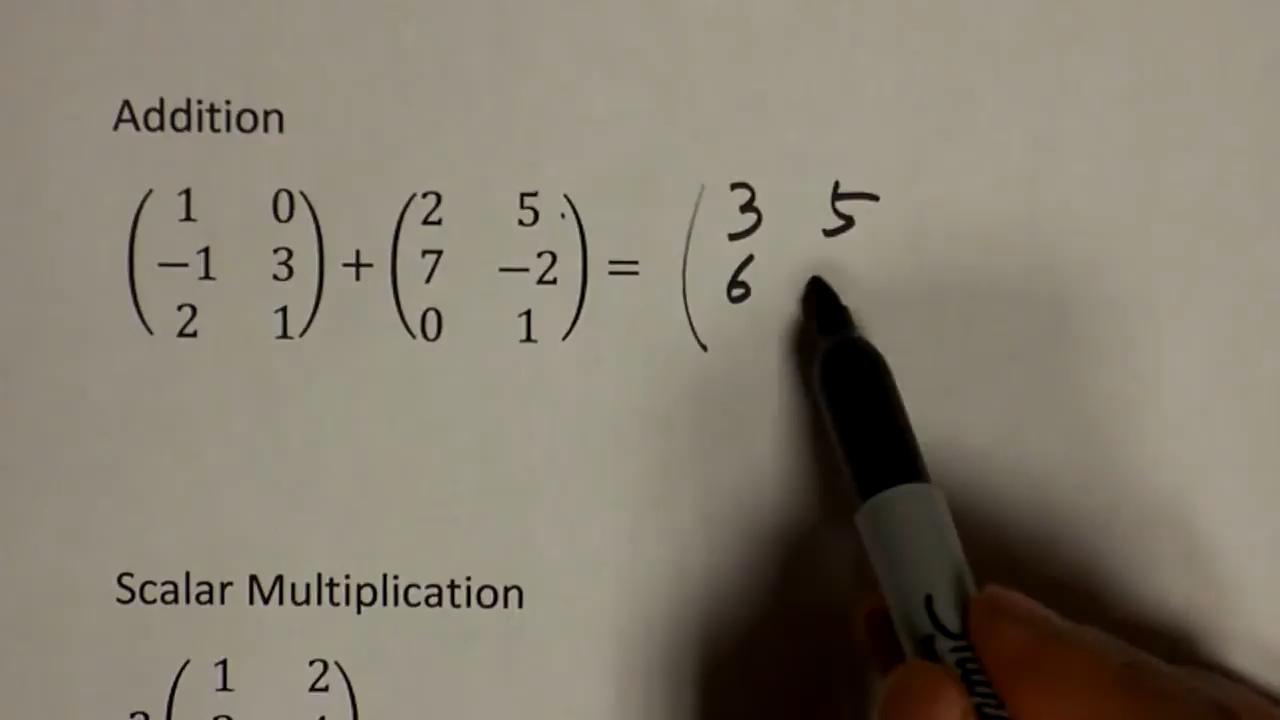 Addition
( 1 0 ) + ( 2 5 ) = ( 3 5
−1 3 7 −2 6
2 1 0 1
Scalar Multiplication
( 1 2 )